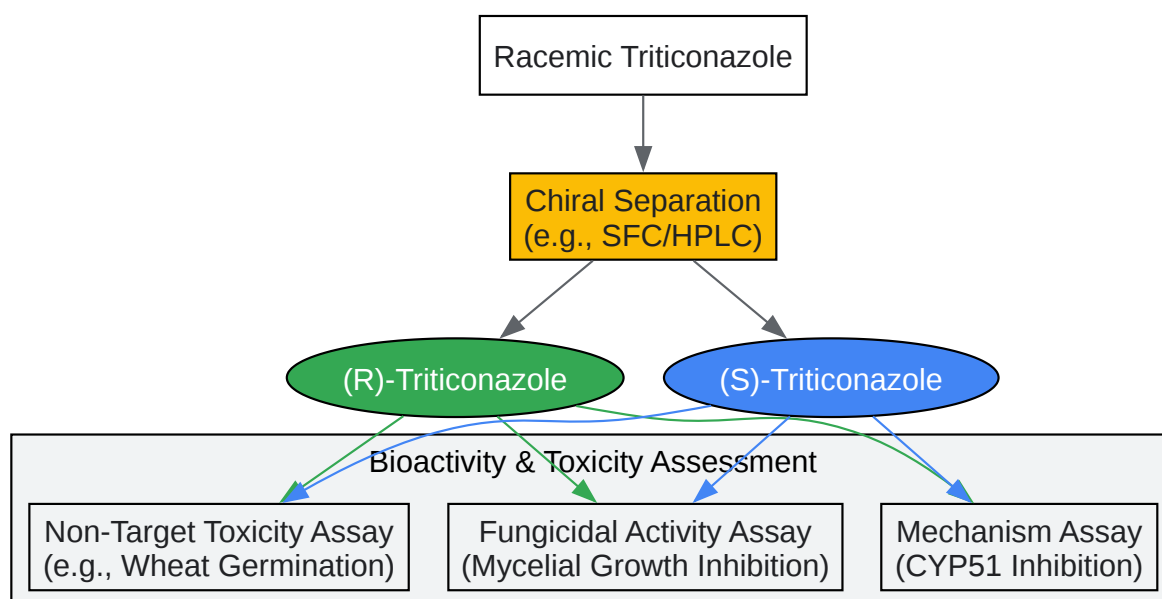 Racemic Triticonazole
Chiral Separation
(e.g., SFC/HPLC)
(R)-Triticonazole
(S)-Triticonazole
Bioactivity & Toxicity Assessment
Non-Target Toxicity Assay
(e.g., Wheat Germination)
Fungicidal Activity Assay
(Mycelial Growth Inhibition)
Mechanism Assay
(CYP51 Inhibition)